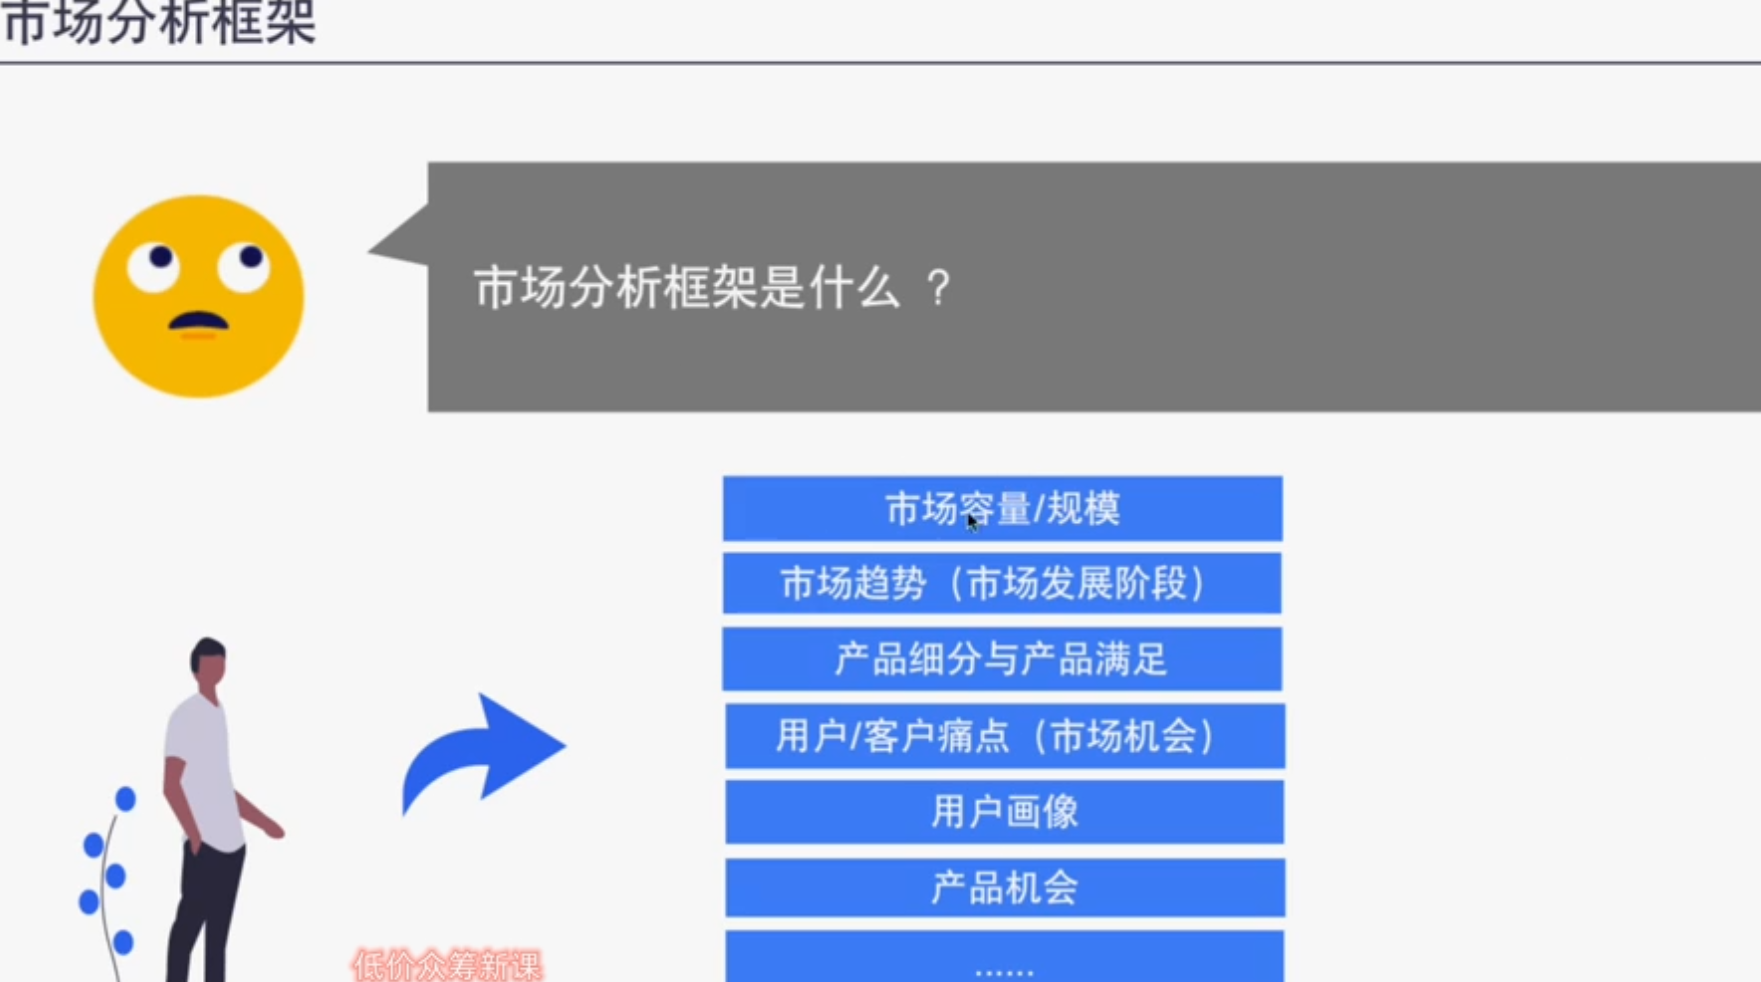 市场分析框架
市场分析框架是什么 ？
市场容量/规模
市场趋势（市场发展阶段）
产品细分与产品满足
用户/客户痛点（市场机会）
用户画像
产品机会
......
低价众筹新课